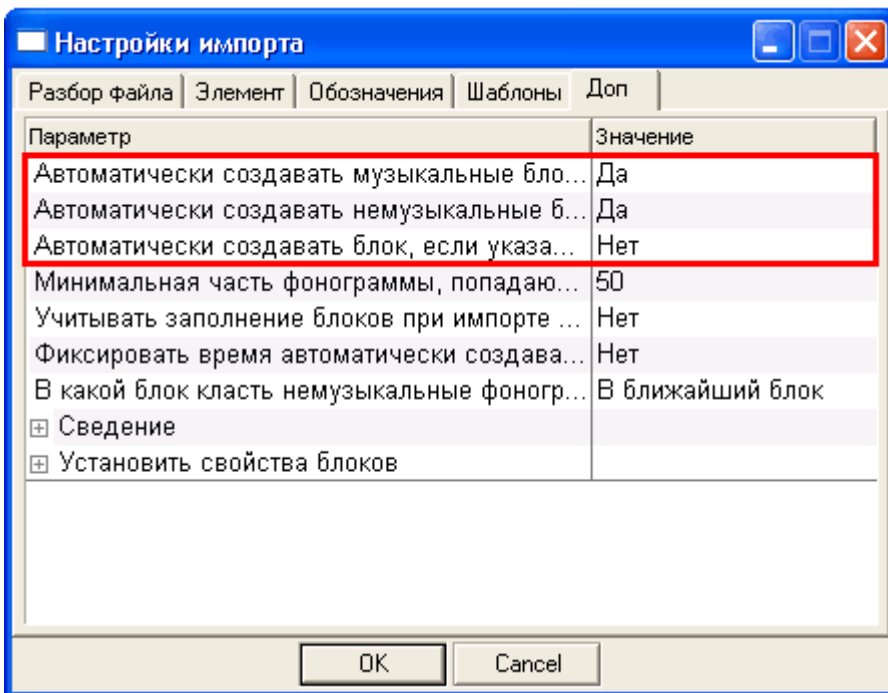 Настройки импорта
Разбор файла Элемент Обозначения Шаблоны Доп
Параметр Значение
Автоматически создавать музыкальные бло... Да
Автоматически создавать немузыкальные б... Да
Автоматически создавать блок, если указа... Нет
Минимальная часть фонограммы, попадаю... 50
Учитывать заполнение блоков при импорте ... Нет
Фиксировать время автоматически создава... Нет
В какой блок класть немузыкальные фоногр... В ближайший блок
Сведение
Установить свойства блоков
OK Cancel